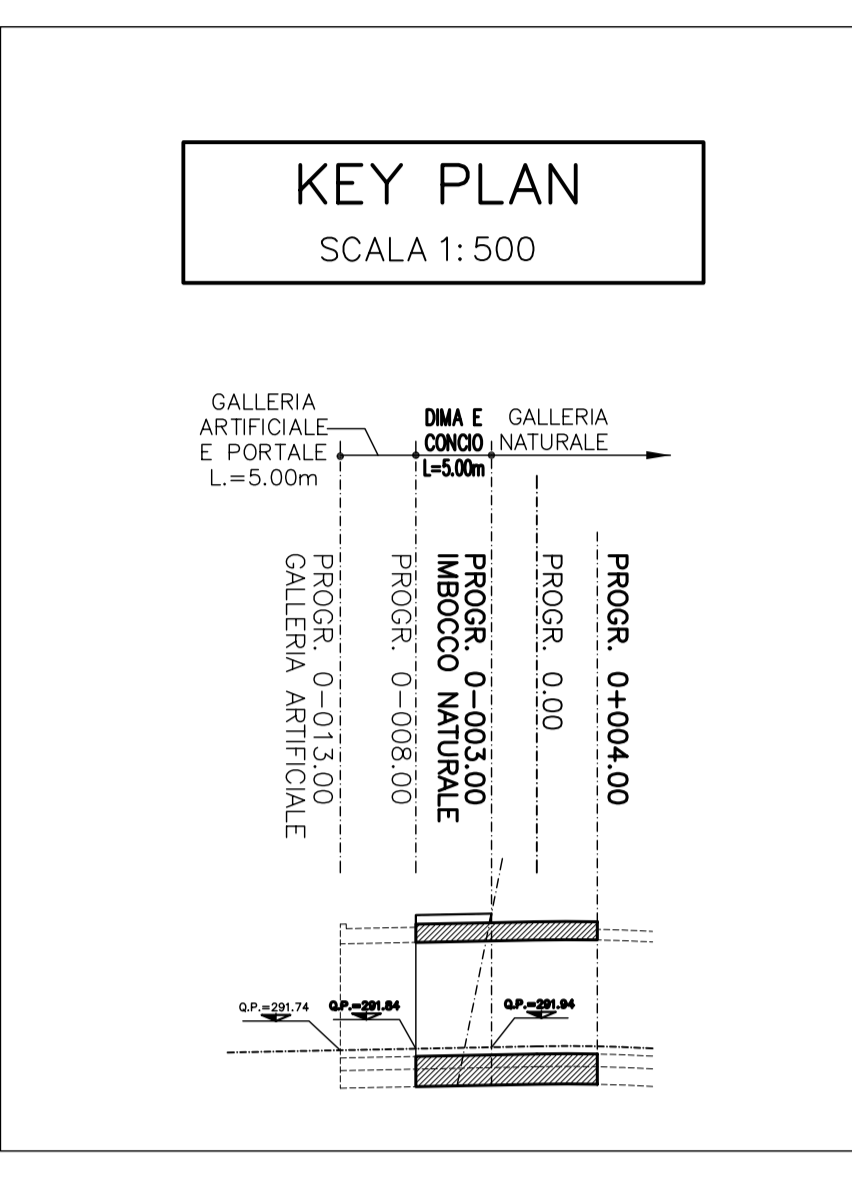 KEY PLAN
SCALA 1: 500
GALLERIA
ARTIFICIALE
E PORTALE
L.=5.00m
DIMA E
CONCIO
L=5.00m
GALLERIA
NATURALE
PROGR. 0-013.00
GALLERIA ARTIFICIALE
PROGR. 0-008.00
PROGR. 0-003.00
IMBOCCO NATURALE
PROGR. 0.00
PROGR. 0+004.00
Q.P.=291.74
Q.P.=291.84
Q.P.=291.94